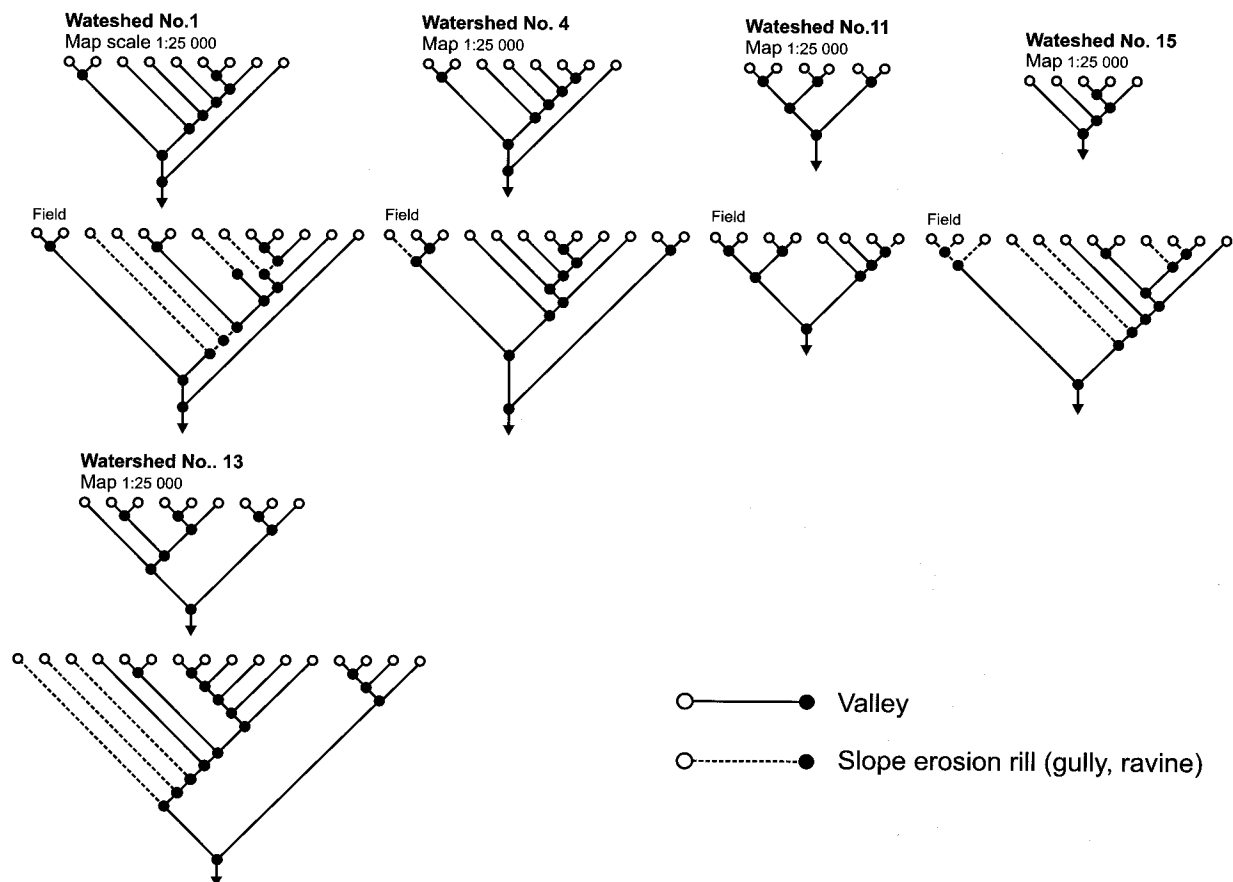 Wateshed No.1
Map scale 1:25 000
Watershed No. 4
Map 1:25 000
Wateshed No.11
Map 1:25 000
Wateshed No. 15
Map 1:25 000
Field
Field
Field
Field
Watershed No.. 13
Map 1:25 000
Valley
Slope erosion rill (gully, ravine)